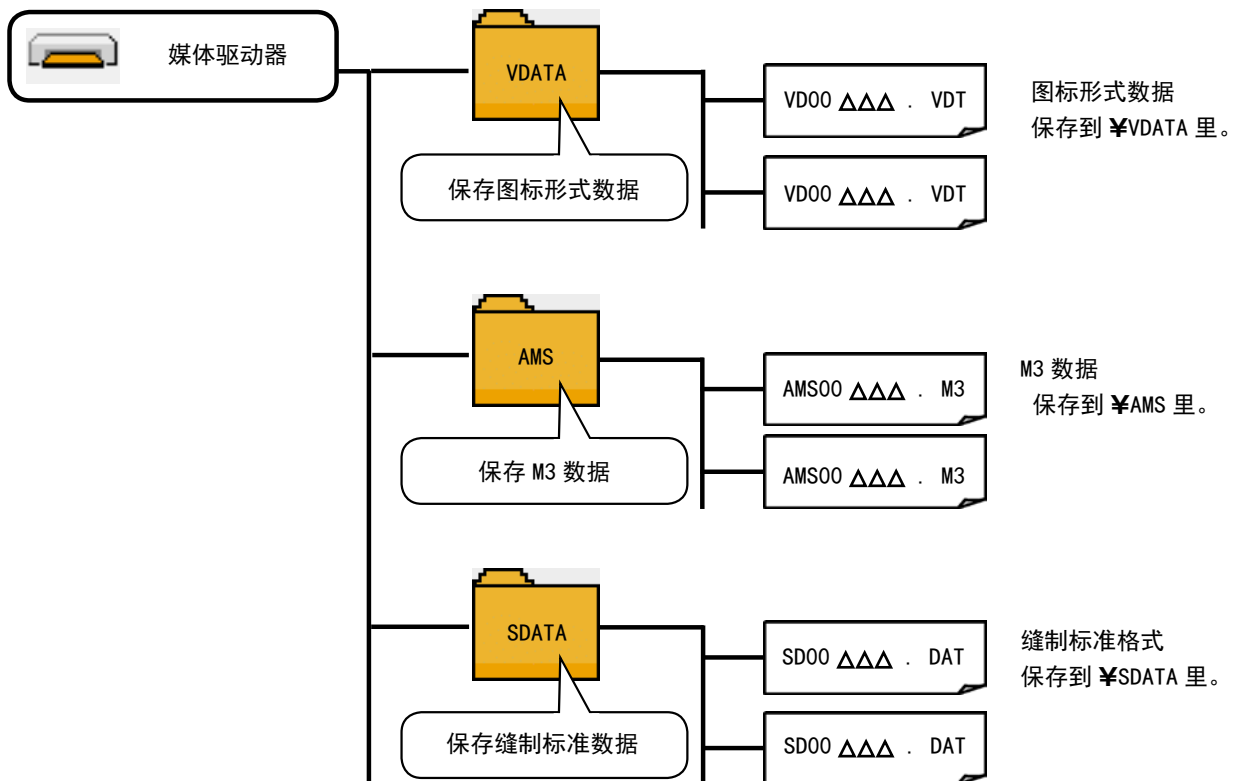 媒体驱动器
VDATA
保存图标形式数据
VD00 △△△ . VDT
VD00 △△△ . VDT
图标形式数据
保存到 ¥VDATA 里。
AMS
保存 M3 数据
AMS00 △△△ . M3
AMS00 △△△ . M3
M3 数据
保存到 ¥AMS 里。
SDATA
保存缝制标准数据
SD00 △△△ . DAT
SD00 △△△ . DAT
缝制标准格式
保存到 ¥SDATA 里。